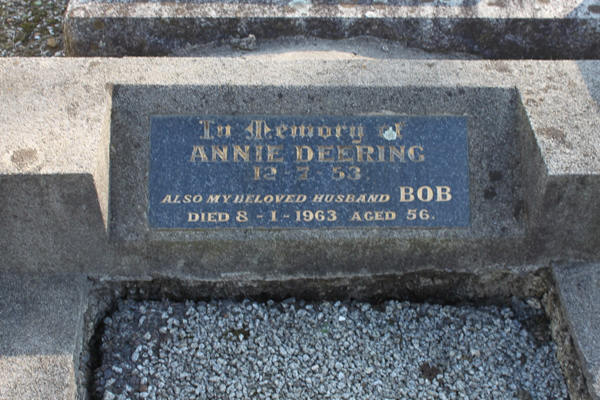 In Memory of
ANNIE DEERING
12-7-53.
ALSO MY BELOVED HUSBAND BOB
DIED 8-1-1963 AGED 56.